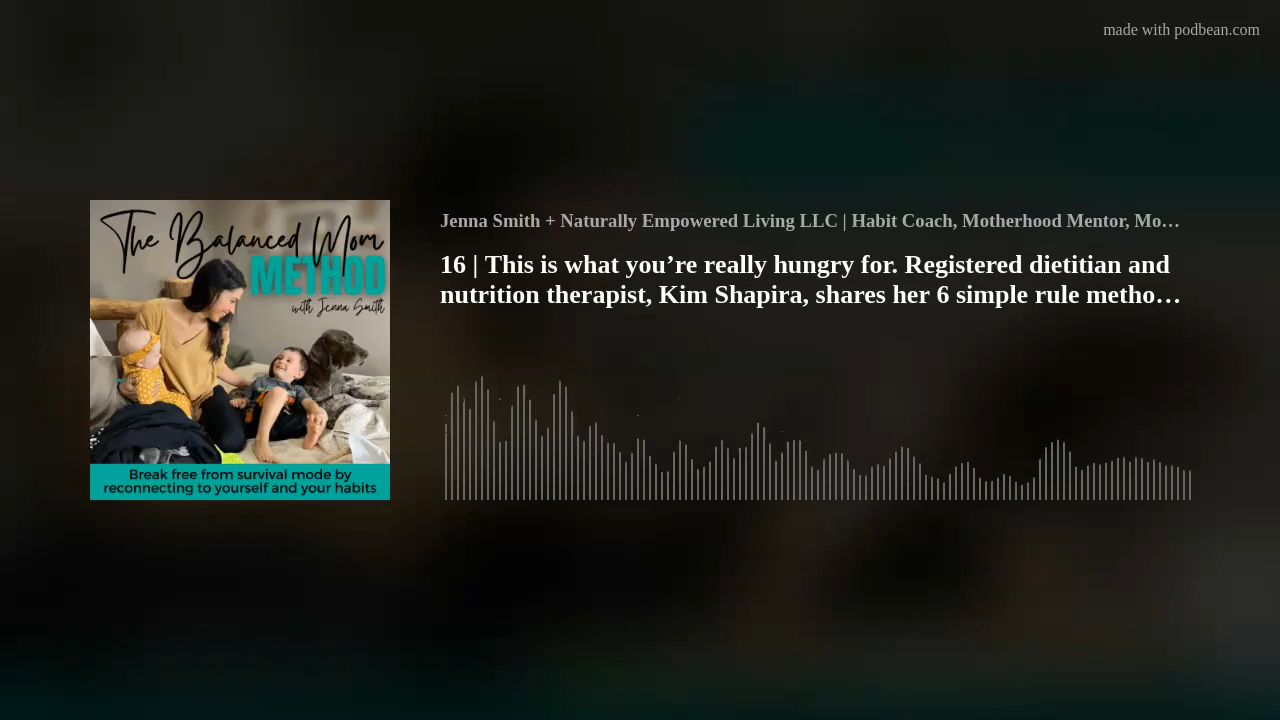 made with podbean.com
The Balanced Mom
METHOD
with Jenna Smith
Break free from survival mode by
reconnecting to yourself and your habits
Jenna Smith + Naturally Empowered Living LLC | Habit Coach, Motherhood Mentor, Mo…
16 | This is what you’re really hungry for. Registered dietitian and
nutrition therapist, Kim Shapira, shares her 6 simple rule metho…